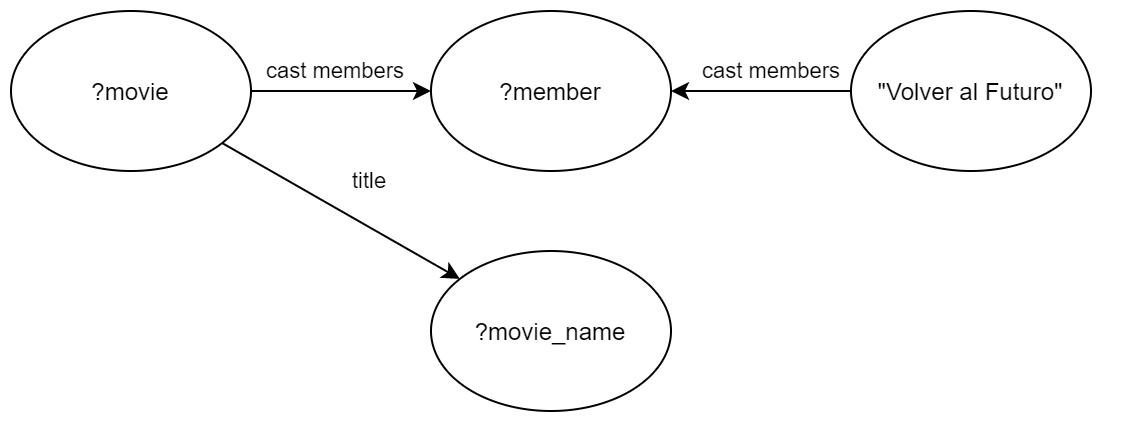 ?movie
cast members
?member
cast members
"Volver al Futuro"
title
?movie_name